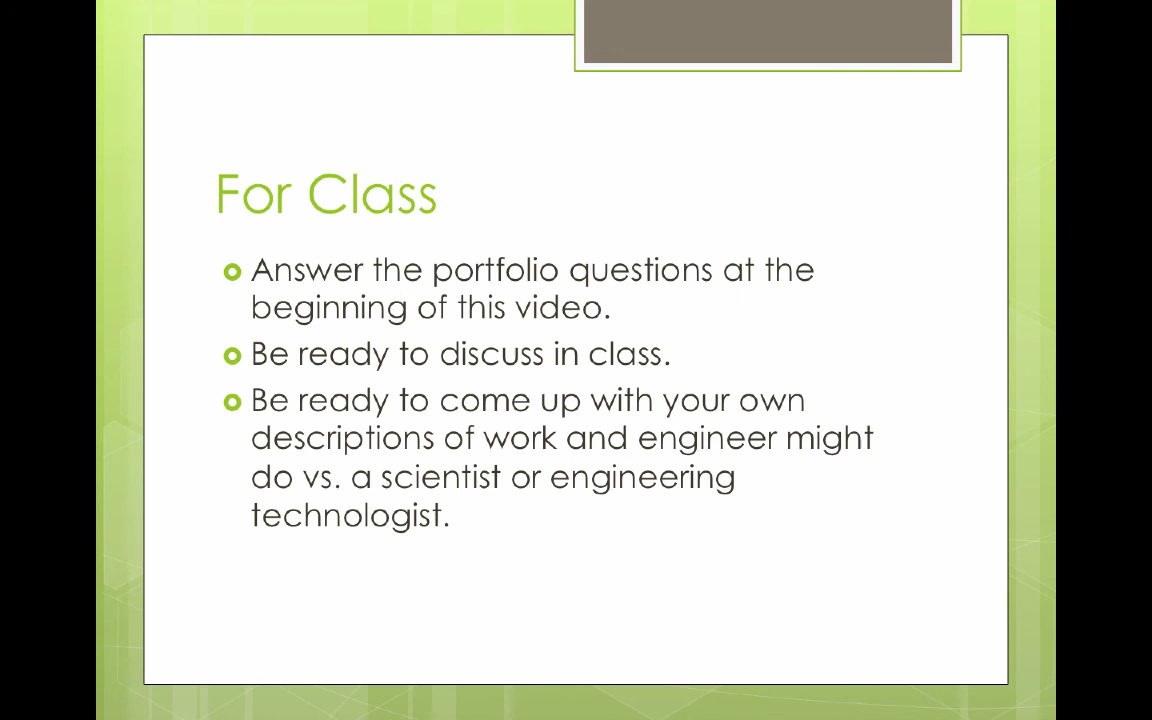 For Class
Answer the portfolio questions at the
beginning of this video.
Be ready to discuss in class.
Be ready to come up with your own
descriptions of work and engineer might
do vs. a scientist or engineering
technologist.